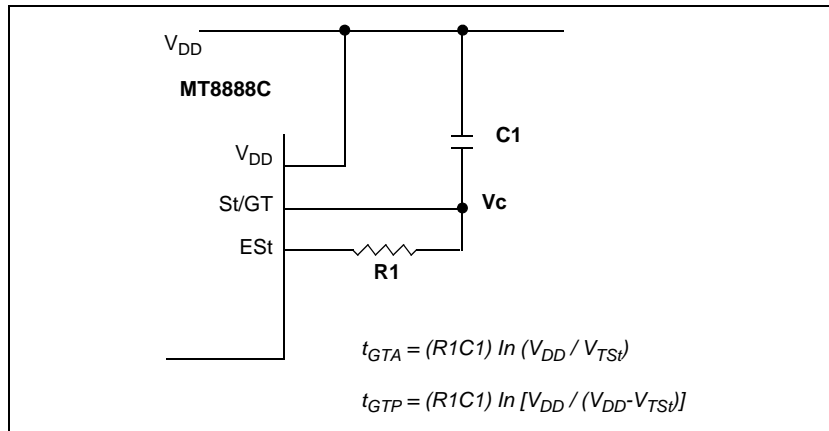 V_DD
MT8888C
C1
V_DD
St/GT
Vc
ESt
R1
t_GTA = (R1C1) In (V_DD / V_TSt)
t_GTP = (R1C1) In [V_DD / (V_DD-V_TSt)]